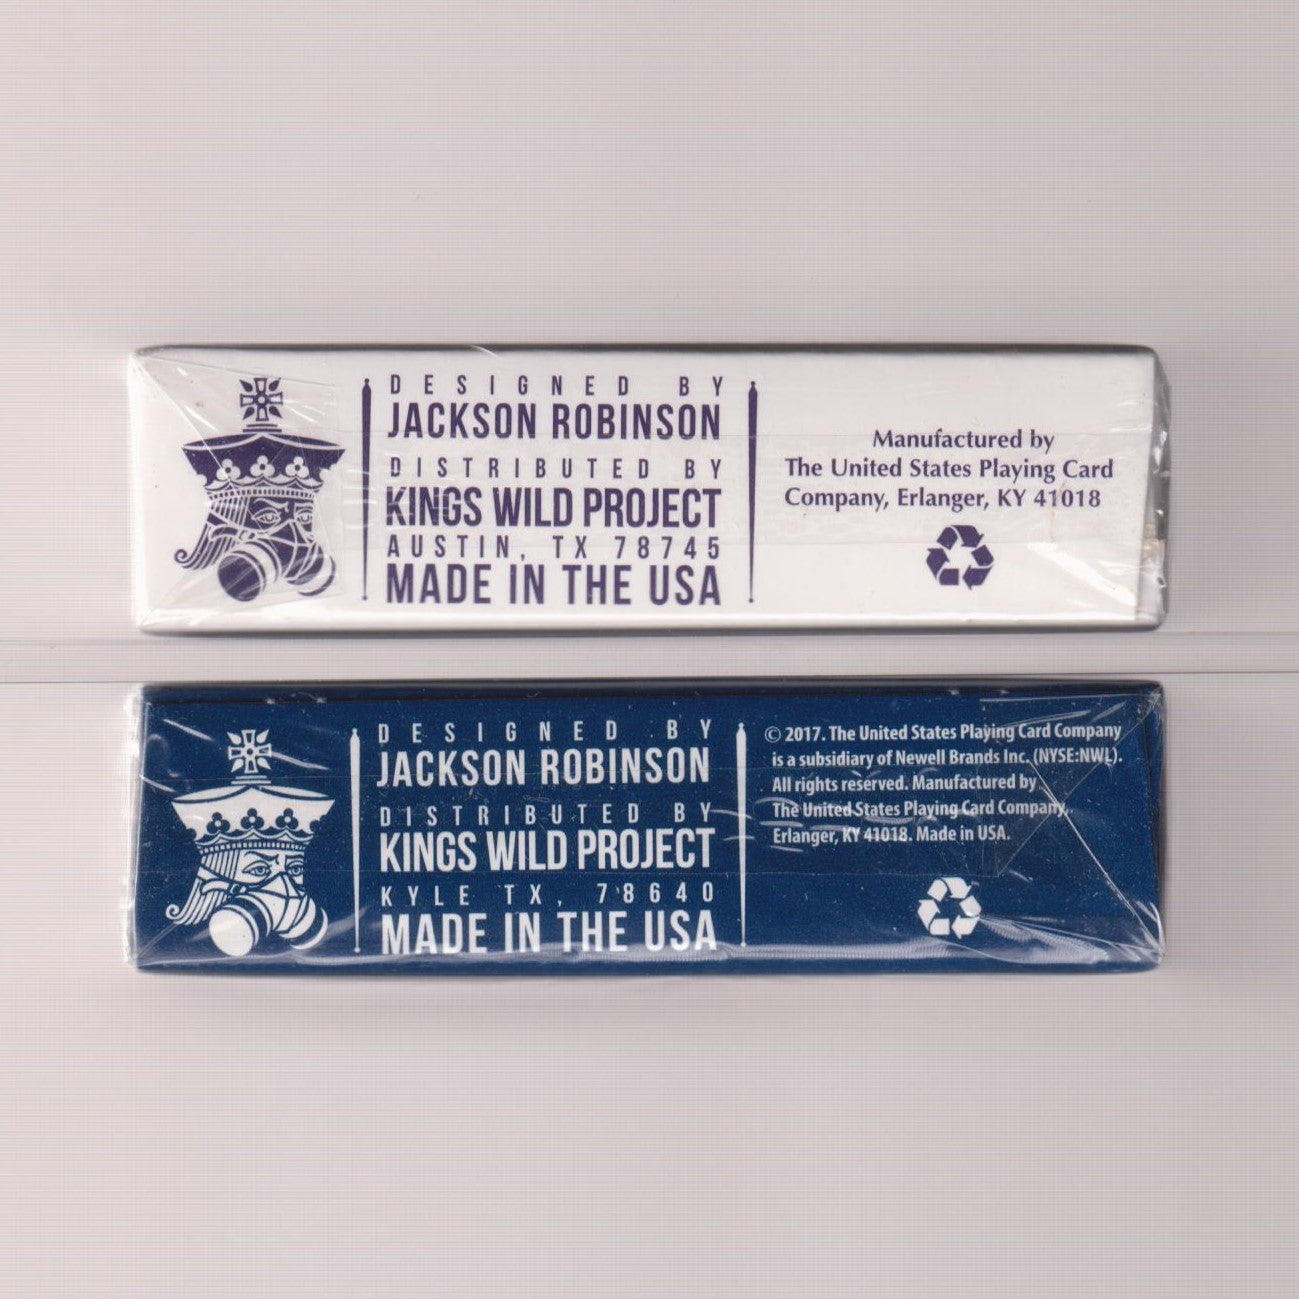 DESIGNED BY
JACKSON ROBINSON
DISTRIBUTED BY
KINGS WILD PROJECT
AUSTIN, TX 78745
MADE IN THE USA
Manufactured by
The United States Playing Card
Company, Erlanger, KY 41018
DESIGNED BY
JACKSON ROBINSON
DISTRIBUTED BY
KINGS WILD PROJECT
KYLE TX, 78640
MADE IN THE USA
© 2017. The United States Playing Card Company
is a subsidiary of Newell Brands Inc. (NYSE:NWL).
All rights reserved. Manufactured by
The United States Playing Card Company,
Erlanger, KY 41018. Made in USA.